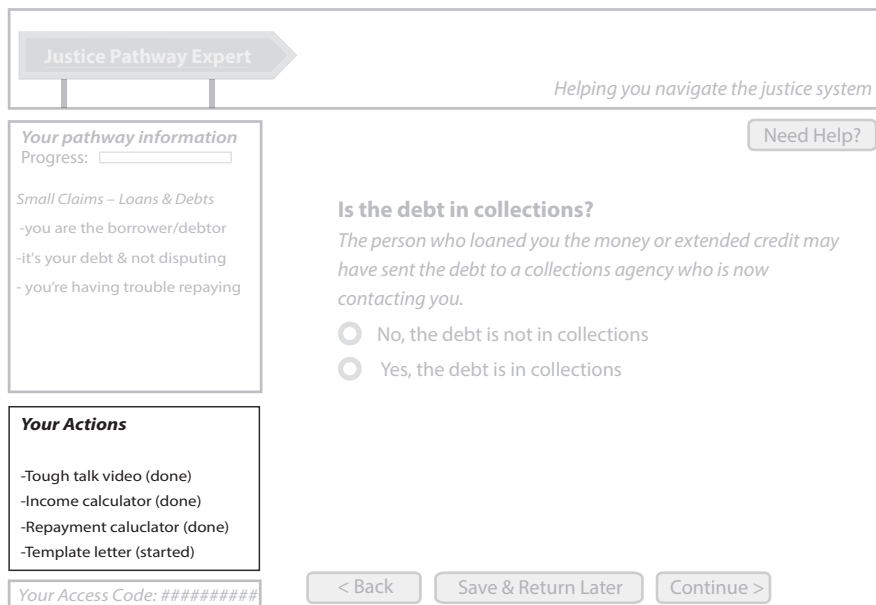 Justice Pathway Expert
Helping you navigate the justice system
Your pathway information
Progress:
Small Claims – Loans & Debts
-you are the borrower/debtor
-it's your debt & not disputing
- you're having trouble repaying
Need Help?
Is the debt in collections?
The person who loaned you the money or extended credit may
have sent the debt to a collections agency who is now
contacting you.
No, the debt is not in collections
Yes, the debt is in collections
Your Actions
-Tough talk video (done)
-Income calculator (done)
-Repayment caluclator (done)
-Template letter (started)
Your Access Code: ##########
< Back
Save & Return Later
Continue >